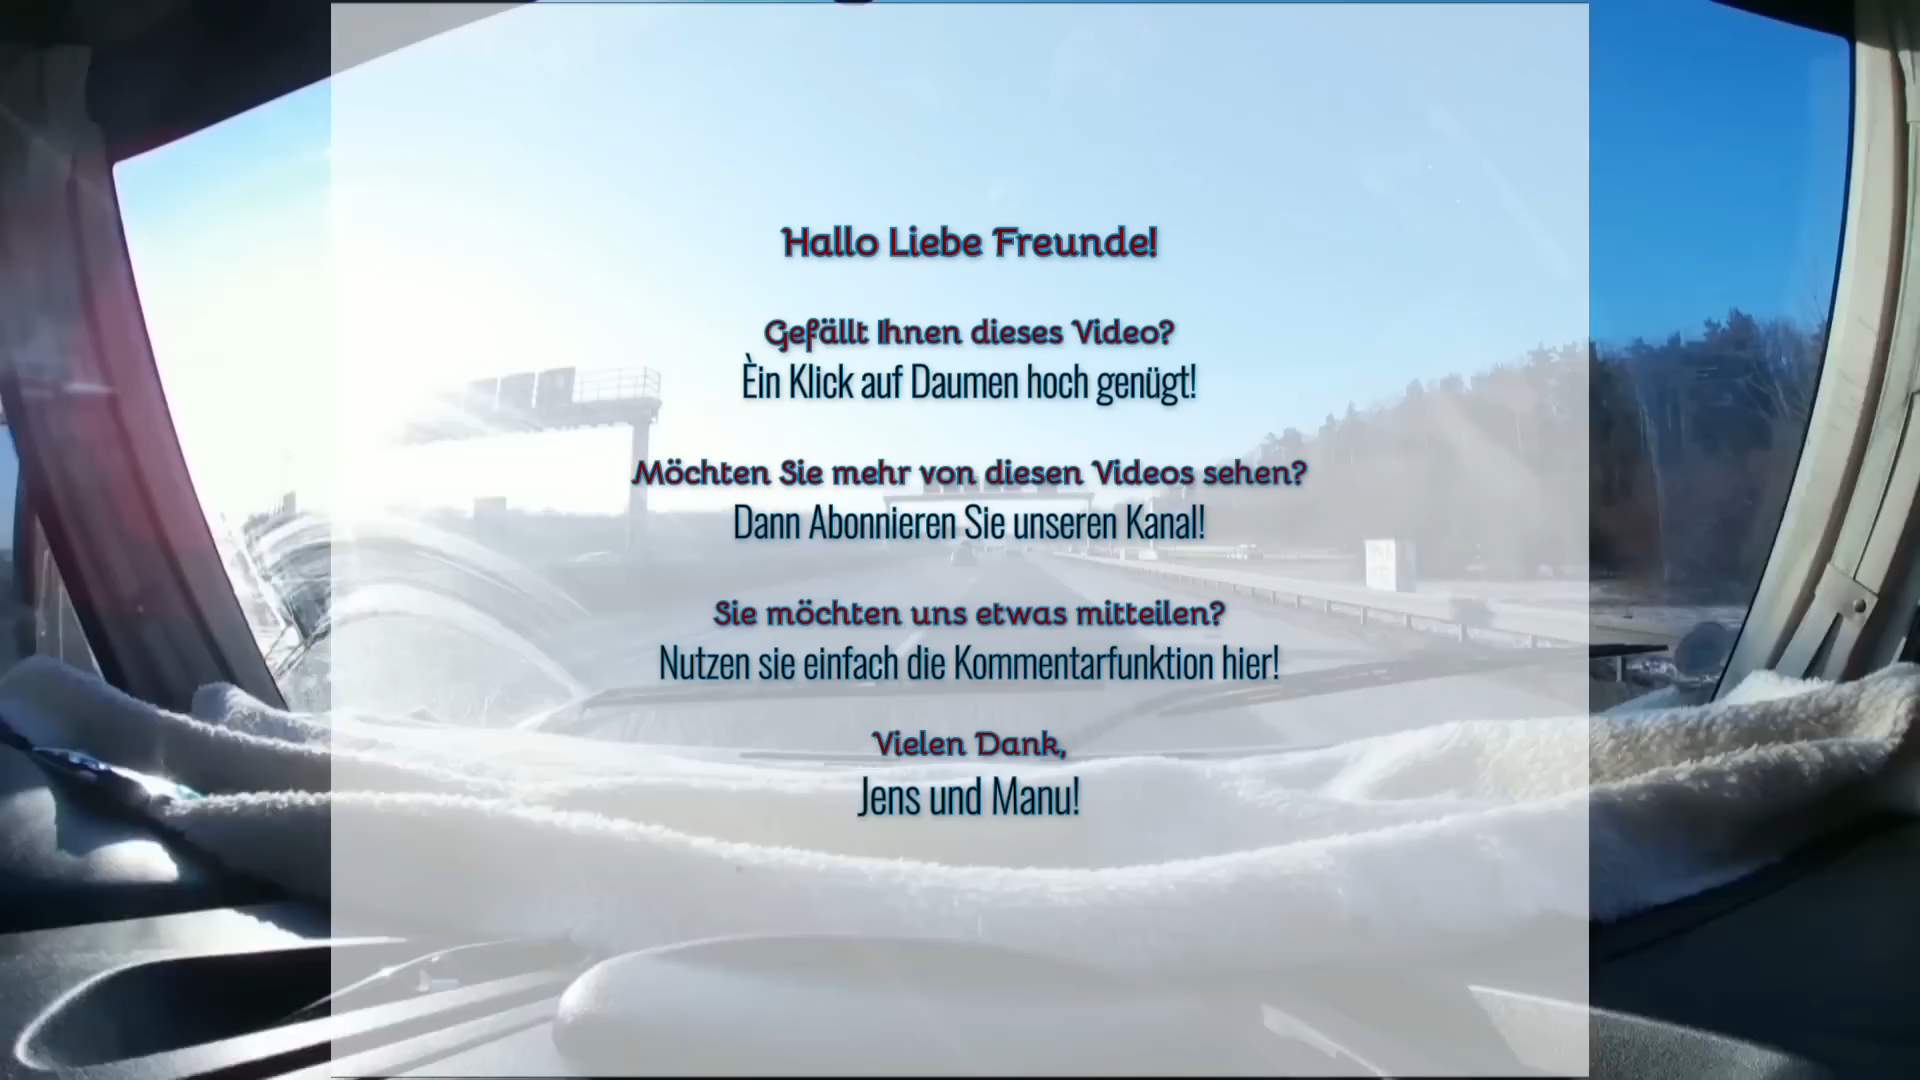 Hallo Liebe Freunde!
Gefällt Ihnen dieses Video?
Èin Klick auf Daumen hoch genügt!
Möchten Sie mehr von diesen Videos sehen?
Dann Abonnieren Sie unseren Kanal!
Sie möchten uns etwas mitteilen?
Nutzen sie einfach die Kommentarfunktion hier!
Vielen Dank,
Jens und Manu!